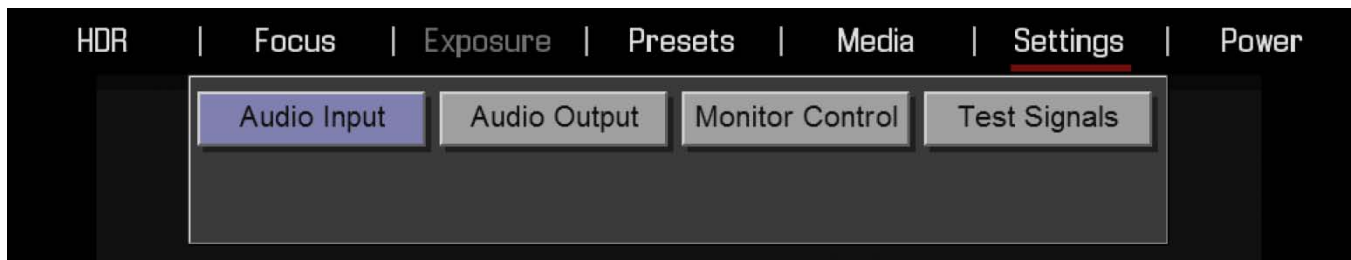 HDR | Focus | Exposure | Presets | Media | Settings | Power
Audio Input Audio Output Monitor Control Test Signals